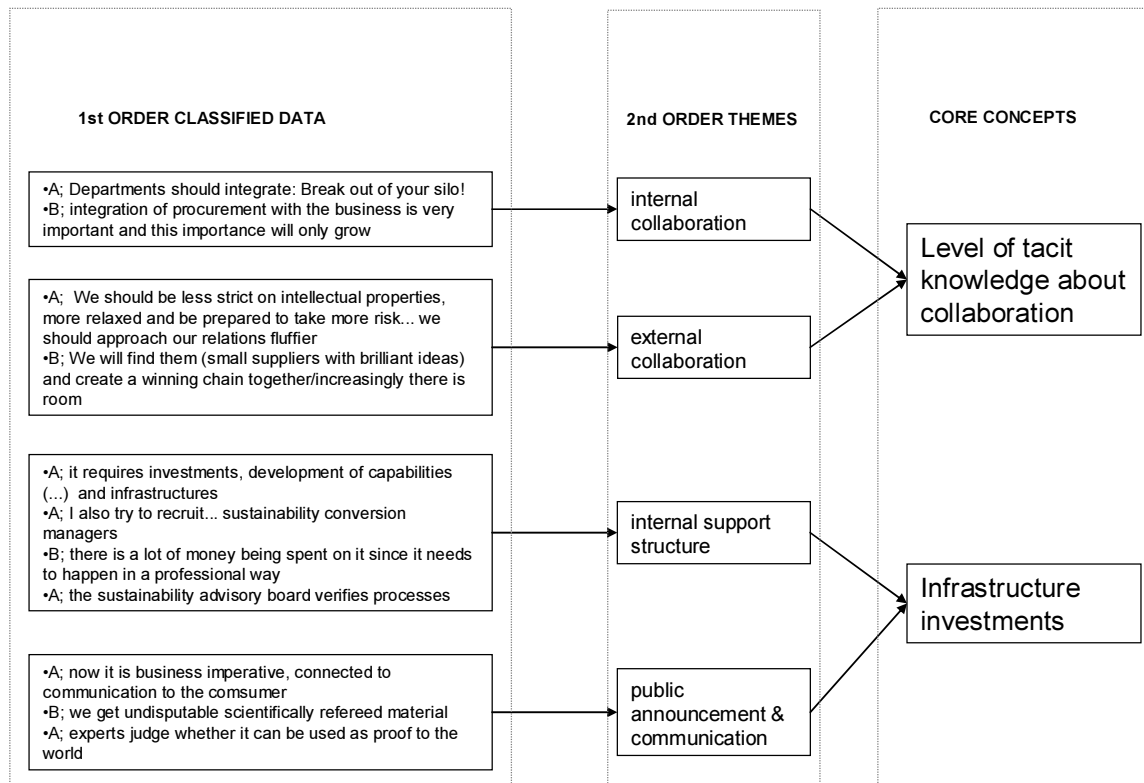 1st ORDER CLASSIFIED DATA
2nd ORDER THEMES
CORE CONCEPTS
•A; Departments should integrate: Break out of your silo!
•B; integration of procurement with the business is very
important and this importance will only grow
internal
collaboration
Level of tacit
knowledge about
collaboration
•A;  We should be less strict on intellectual properties,
more relaxed and be prepared to take more risk... we
should approach our relations fluffier
•B; We will find them (small suppliers with brilliant ideas)
and create a winning chain together/increasingly there is
room
external
collaboration
•A; it requires investments, development of capabilities
(...)  and infrastructures
•A; I also try to recruit... sustainability conversion
managers
•B; there is a lot of money being spent on it since it needs
to happen in a professional way
•A; the sustainability advisory board verifies processes
internal support
structure
Infrastructure
investments
•A; now it is business imperative, connected to
communication to the comsumer
•B; we get undisputable scientifically refereed material
•A; experts judge whether it can be used as proof to the
world
public
announcement &
communication